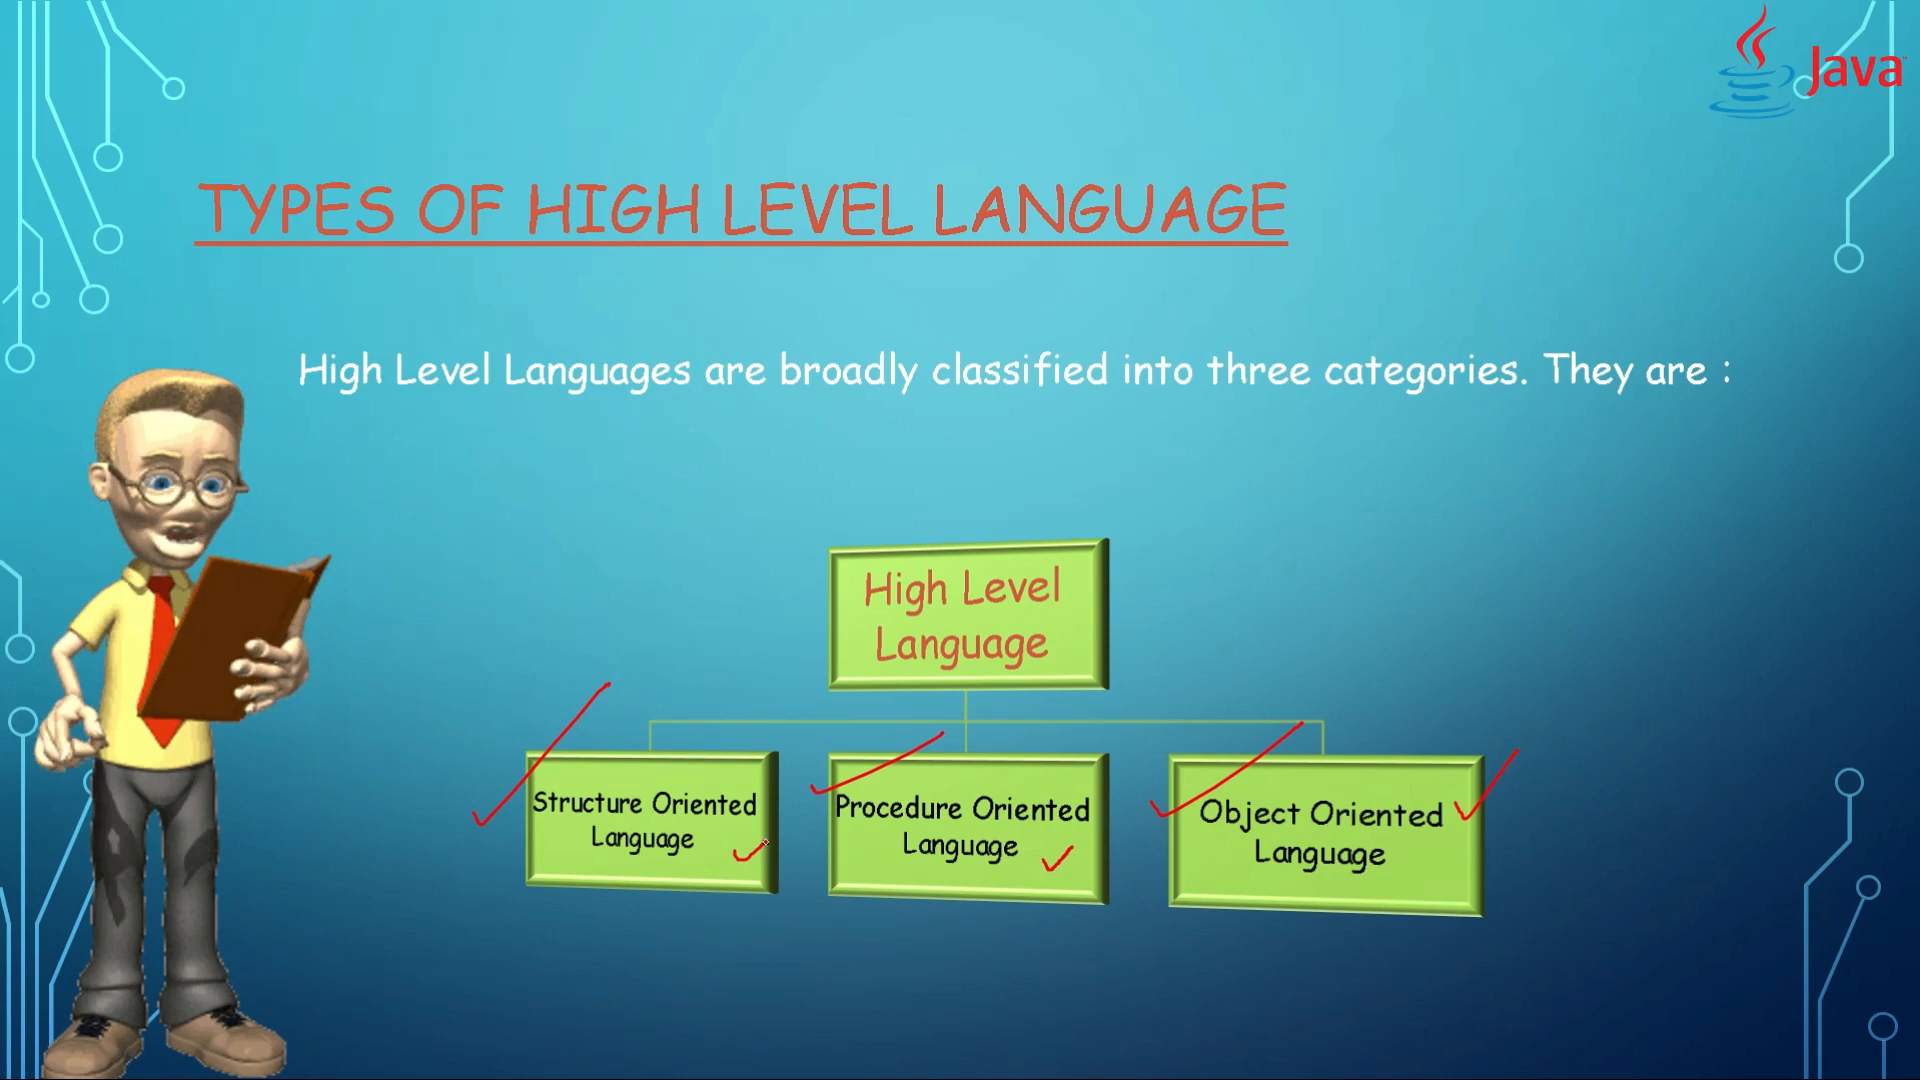 Java
TYPES OF HIGH LEVEL LANGUAGE
High Level Languages are broadly classified into three categories. They are :
High Level
Language
Structure Oriented
Language
Procedure Oriented
Language
Object Oriented
Language